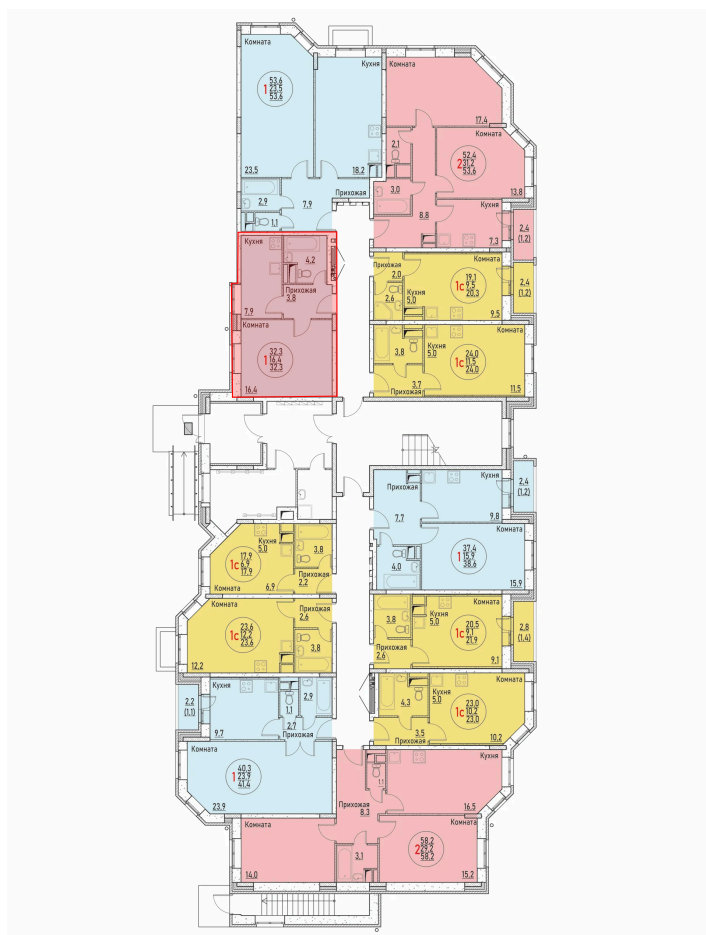 Комната
1
53.6
23.5
53.6
23.5
Кухня
18.2
2.9
7.9
1.1
Прихожая
Комната
17.4
2.1
Комната
2
52.4
31.2
53.6
13.8
3.0
8.8
Кухня
7.3
2.4
(1.2)
Кухня
4.2
Прихожая
3.8
7.9
Комната
1
32.3
16.4
32.3
16.4
Прихожая
2.0
2.6
Кухня
5.0
Комната
1с
19.1
9.5
20.3
9.5
2.4
(1.2)
3.8
Кухня
5.0
Комната
1с
24.0
11.5
24.0
11.5
3.7
Прихожая
Прихожая
7.7
Кухня
9.8
2.4
(1.2)
4.0
Комната
1
37.4
15.9
38.6
15.9
Кухня
5.0
3.8
1с
17.9
6.9
17.9
Прихожая
2.2
6.9
Комната
Комната
1с
23.6
12.2
23.6
12.2
Прихожая
2.6
3.8
3.8
Кухня
5.0
Комната
1с
20.5
9.1
21.9
9.1
Прихожая
2.6
2.8
(1.4)
2.2
(1.1)
Кухня
9.7
1.1
2.9
2.7
Прихожая
Комната
1
40.3
23.9
41.4
23.9
4.3
Кухня
5.0
Комната
1с
23.0
10.2
23.0
10.2
3.5
Прихожая
1.1
Кухня
16.5
Прихожая
8.3
Комната
14.0
3.1
Комната
2
58.2
29.2
58.2
15.2